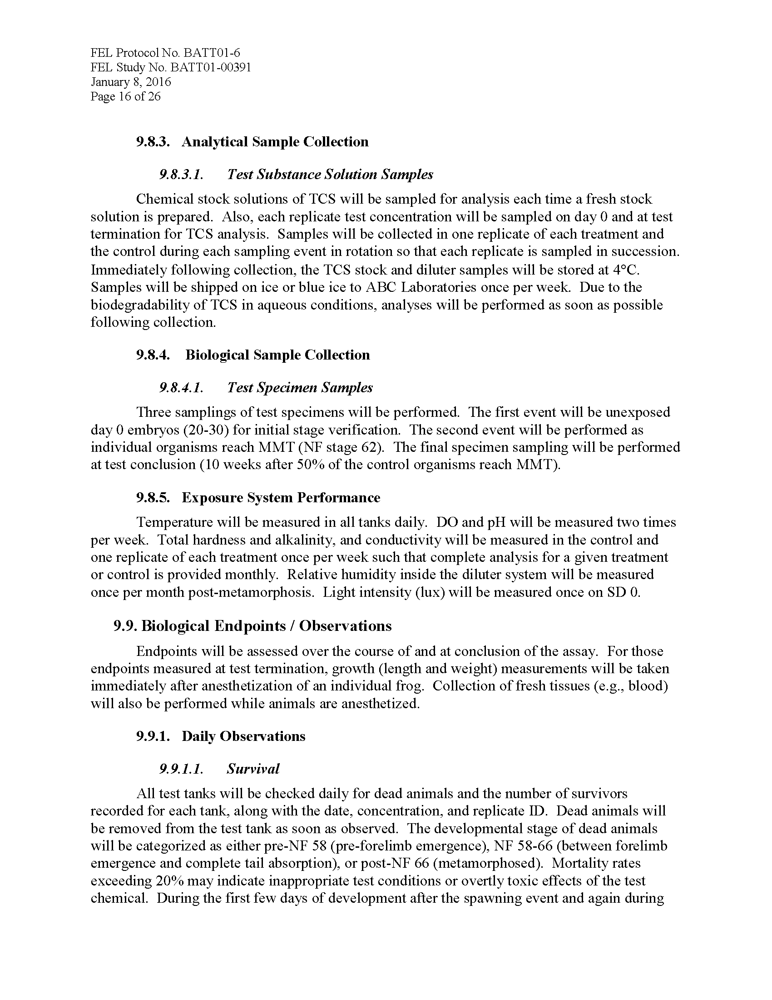 FEL Protocol No. BATT01-6
FEL Study No. BATT01-00391
January 8, 2016
Page 16 of 26
9.8.3. Analytical Sample Collection
9.8.3.1. Test Substance Solution Samples
Chemical stock solutions of TCS will be sampled for analysis each time a fresh stock
solution is prepared. Also, each replicate test concentration will be sampled on day 0 and at test
termination for TCS analysis. Samples will be collected in one replicate of each treatment and
the control during each sampling event in rotation so that each replicate is sampled in succession.
Immediately following collection, the TCS stock and diluter samples will be stored at 4°C.
Samples will be shipped on ice or blue ice to ABC Laboratories once per week. Due to the
biodegradability of TCS in aqueous conditions, analyses will be performed as soon as possible
following collection.
9.8.4. Biological Sample Collection
9.8.4.1. Test Specimen Samples
Three samplings of test specimens will be performed. The first event will be unexposed
day 0 embryos (20-30) for initial stage verification. The second event will be performed as
individual organisms reach MMT (NF stage 62). The final specimen sampling will be performed
at test conclusion (10 weeks after 50% of the control organisms reach MMT).
9.8.5. Exposure System Performance
Temperature will be measured in all tanks daily. DO and pH will be measured two times
per week. Total hardness and alkalinity, and conductivity will be measured in the control and
one replicate of each treatment once per week such that complete analysis for a given treatment
or control is provided monthly. Relative humidity inside the diluter system will be measured
once per month post-metamorphosis. Light intensity (lux) will be measured once on SD 0.
9.9. Biological Endpoints / Observations
Endpoints will be assessed over the course of and at conclusion of the assay. For those
endpoints measured at test termination, growth (length and weight) measurements will be taken
immediately after anesthetization of an individual frog. Collection of fresh tissues (e.g., blood)
will also be performed while animals are anesthetized.
9.9.1. Daily Observations
9.9.1.1. Survival
All test tanks will be checked daily for dead animals and the number of survivors
recorded for each tank, along with the date, concentration, and replicate ID. Dead animals will
be removed from the test tank as soon as observed. The developmental stage of dead animals
will be categorized as either pre-NF 58 (pre-forelimb emergence), NF 58-66 (between forelimb
emergence and complete tail absorption), or post-NF 66 (metamorphosed). Mortality rates
exceeding 20% may indicate inappropriate test conditions or overtly toxic effects of the test
chemical. During the first few days of development after the spawning event and again during